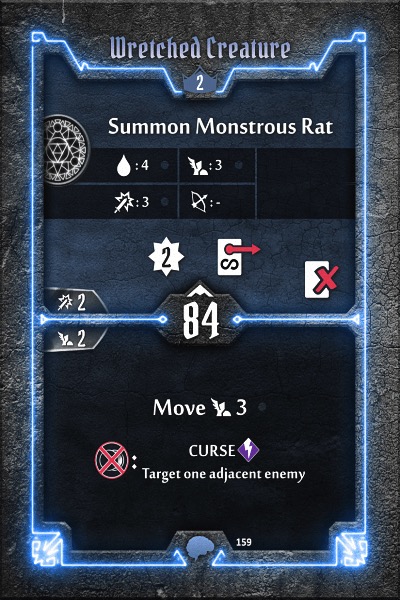 Wretched Creature
2
Summon Monstrous Rat
:4 :3
:3 :-
2 S
2
84
2
Move 3
: CURSE
Target one adjacent enemy
159